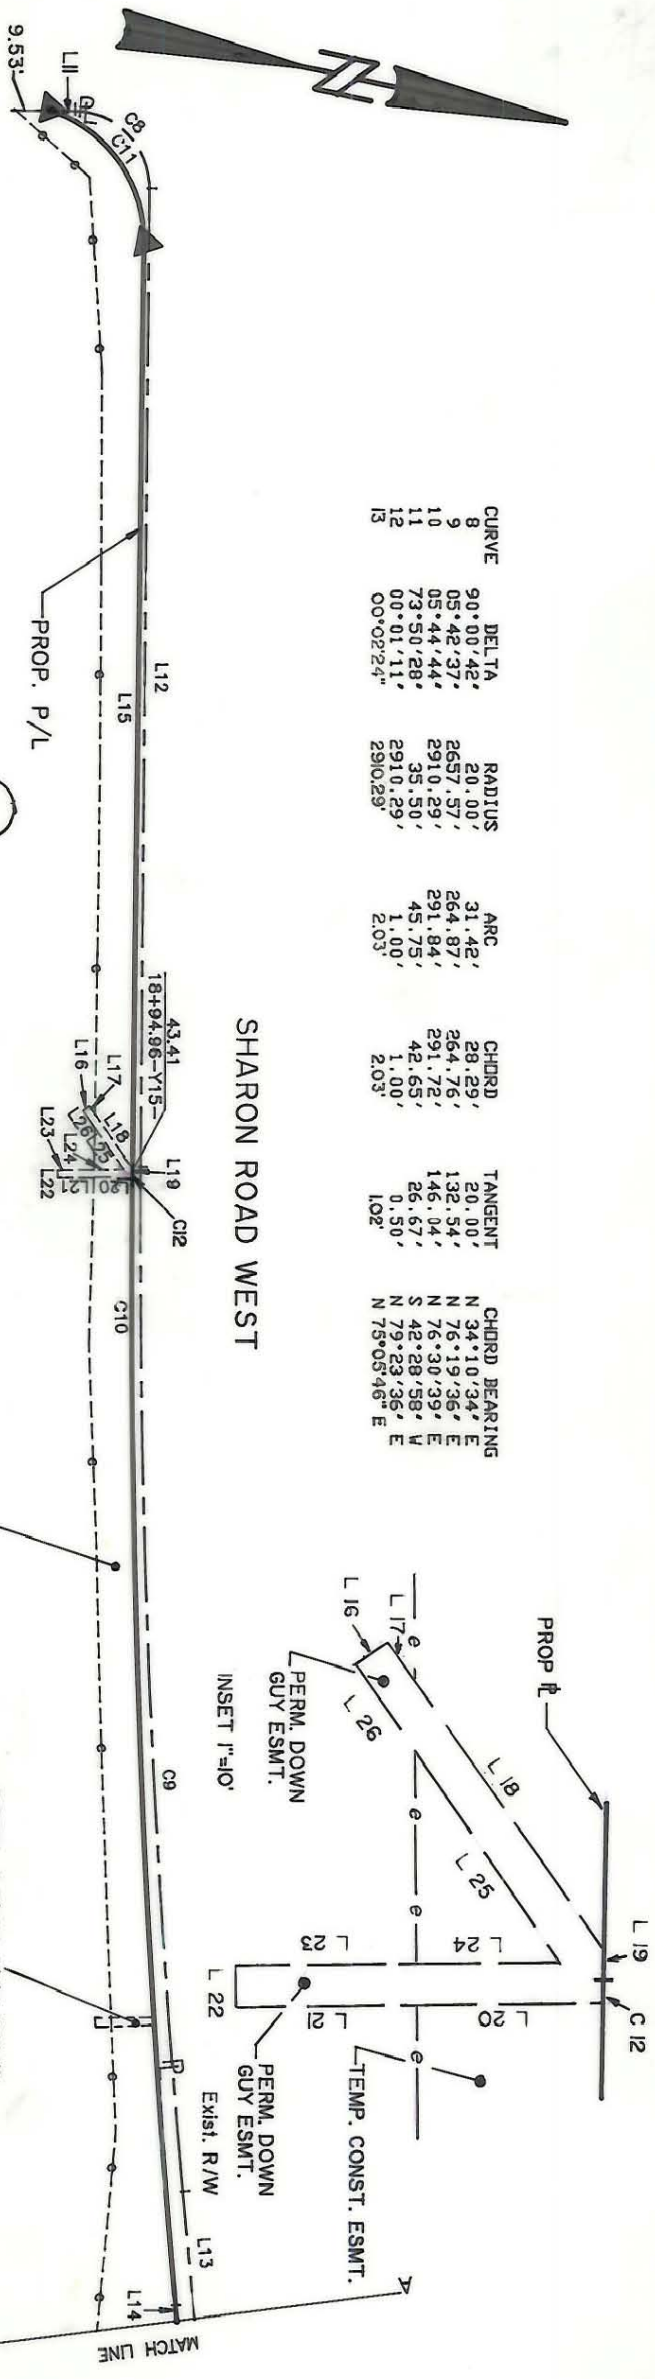 CURVE DELTA RADIUS ARC CHORD TANGENT CHORD BEARING
8 90°00'42" 20.00' 31.42' 28.29' 20.00' N 34°10'34" E
9 05°42'37" 2657.57' 264.87' 264.76' 132.54' N 76°19'36" E
10 05°44'44" 2910.29' 291.84' 291.72' 146.04' N 76°30'39" E
11 73°50'28" 35.50' 45.75' 42.65' 26.67' S 42°28'58" W
12 00°01'11" 2910.29' 1.00' 1.00' 0.50' N 79°23'36" E
13 00°02'24" 2910.29' 2.03' 2.03' 1.02' N 75°05'46" E
PROP PL
L 19
C 12
L 18
L 17
L 16
L 26
L 25
L 24
L 23
L 22
L 21
L 20
e
e
e
e
PERM. DOWN
GUY ESMT.
PERM. DOWN
GUY ESMT.
TEMP. CONST. ESMT.
INSET 1"=10'
SHARON ROAD WEST
9.53'
L11
C8
C11
L12
L15
PROP. P/L
43.41
18+94.96-Y15-
L19
C12
L18
L17
L16
L26
L25
L24
L23
L22
L21
L20
C10
C9
Exist. R/W
L13
L14
A
MATCH LINE